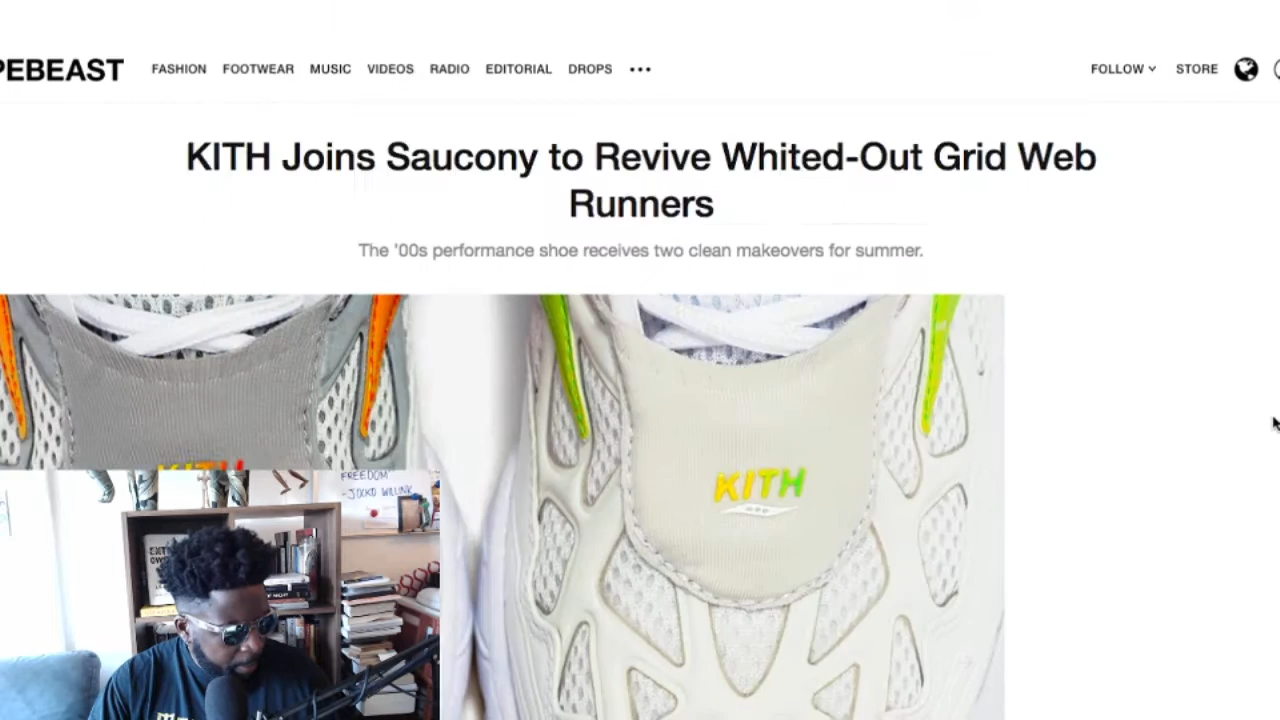 PEBEAST FASHION FOOTWEAR MUSIC VIDEOS RADIO EDITORIAL DROPS ••• FOLLOW STORE
KITH Joins Saucony to Revive Whited-Out Grid Web
Runners
The '00s performance shoe receives two clean makeovers for summer.
KITH
KITH
FREEDOM"
-JOCKO WILLINK